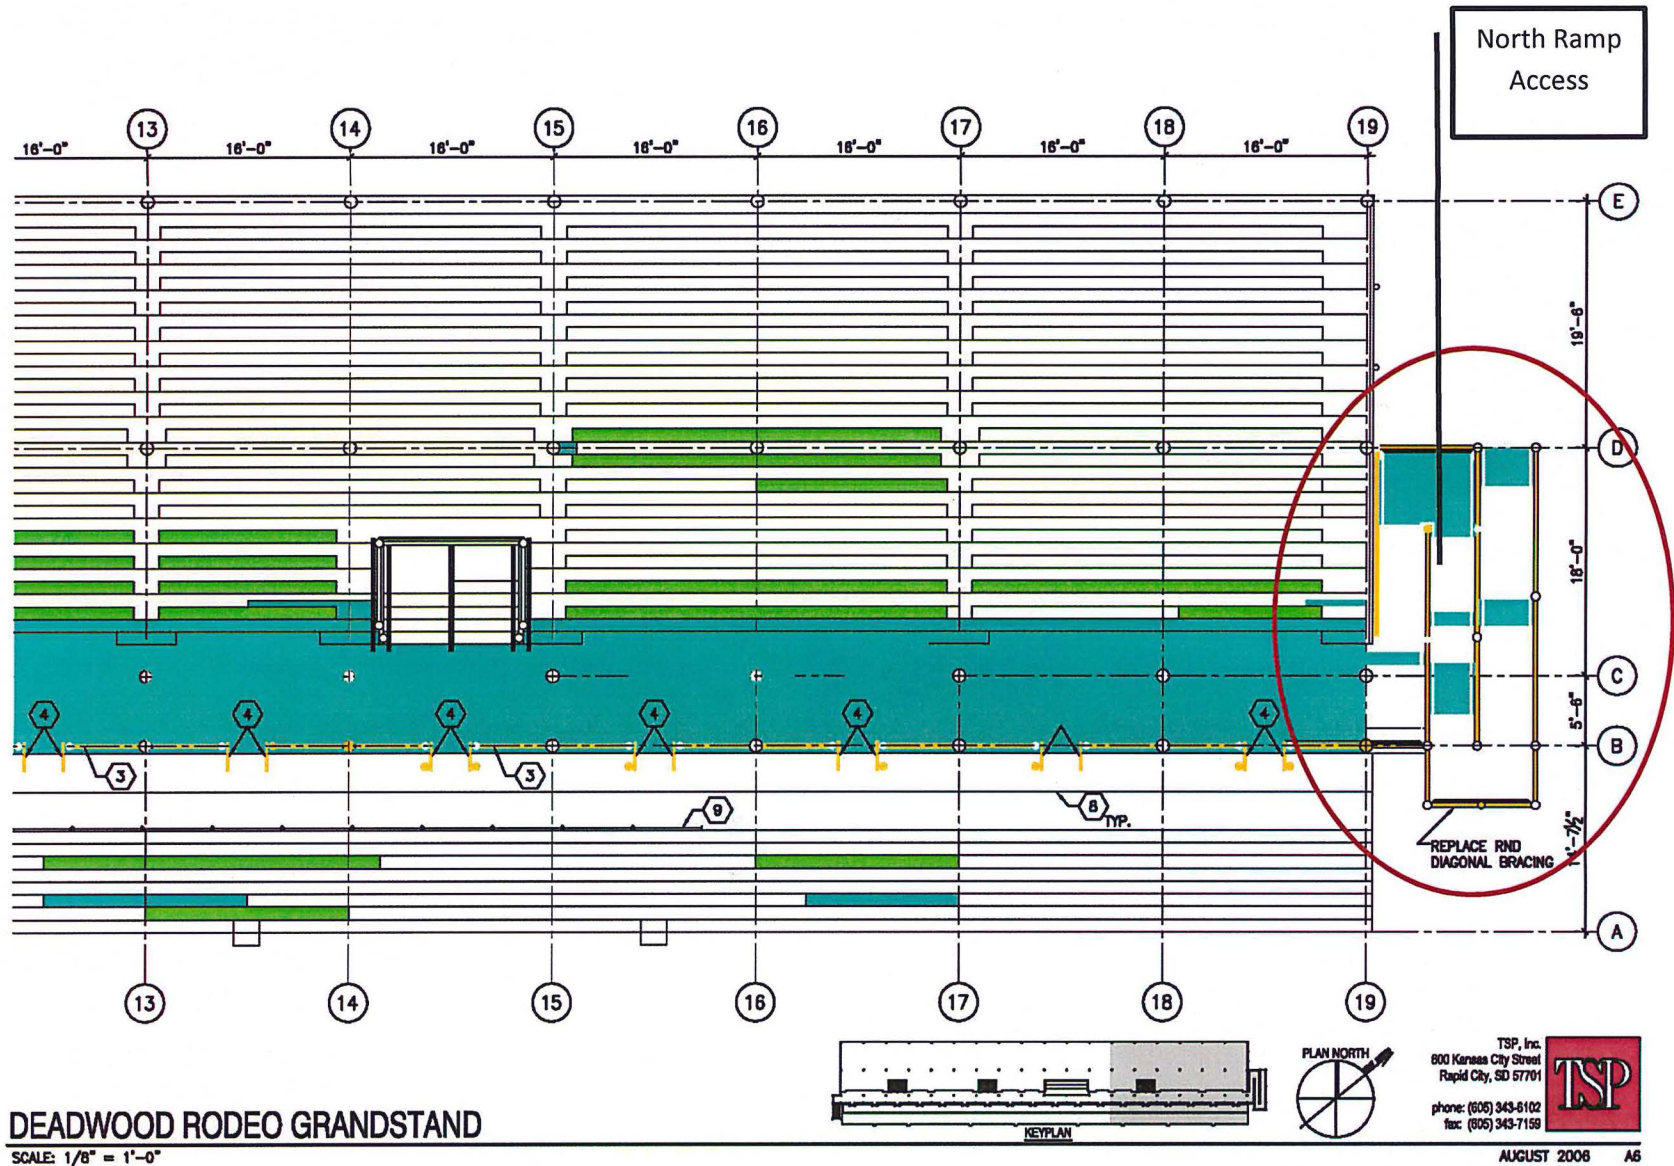 North Ramp
Access
13 14 15 16 17 18 19
16'-0" 16'-0" 16'-0" 16'-0" 16'-0" 16'-0" 16'-0"
E
19'-6"
D
18'-0"
C
5'-6"
4 4 4 4 4 4
B
3 3
9 8
TYP.
REPLACE RND
DIAGONAL BRACING
14'-7½"
A
13 14 15 16 17 18 19
KEYPLAN
PLAN NORTH
TSP, Inc.
600 Kansas City Street
Rapid City, SD 57701
phone: (605) 343-6102
fax: (605) 343-7159
TSP
DEADWOOD RODEO GRANDSTAND
SCALE: 1/8" = 1'-0"
AUGUST 2006 A6